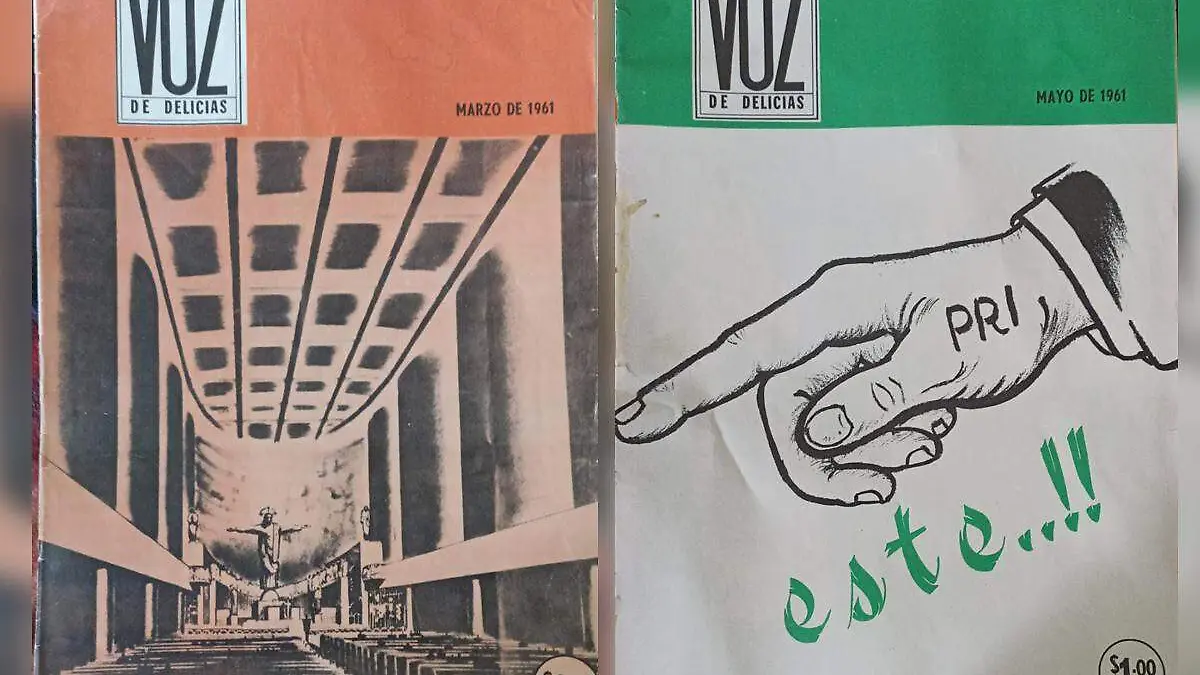 VOZ
DE DELICIAS
MARZO DE 1961
VOZ
DE DELICIAS
MAYO DE 1961
PRI
este..!!
$1.00